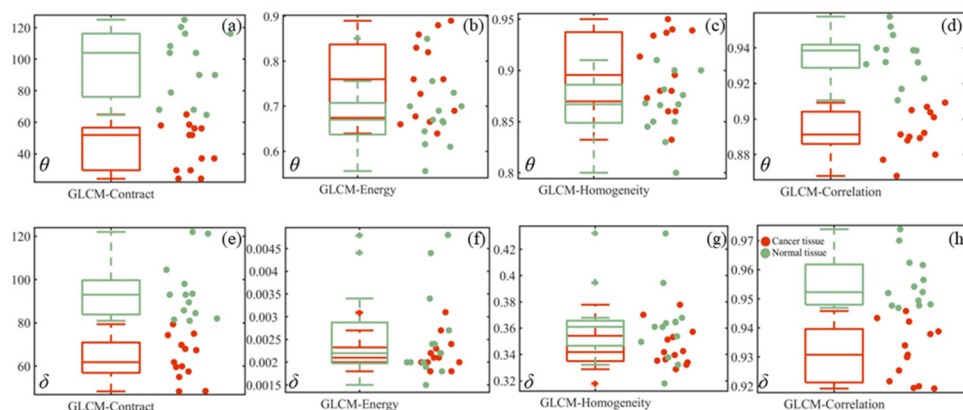 (a)
120
100
80
60
40
θ
GLCM-Contract
(b)
0.9
0.8
0.7
0.6
θ
GLCM-Energy
(c)
0.95
0.9
0.85
0.8
θ
GLCM-Homogeneity
(d)
0.94
0.92
0.90
0.88
θ
GLCM-Correlation
(e)
120
100
80
60
δ
GLCM-Contract
(f)
0.0045
0.004
0.0035
0.003
0.0025
0.002
0.0015
δ
GLCM-Energy
(g)
0.42
0.4
0.38
0.36
0.34
0.32
δ
GLCM-Homogeneity
(h)
Cancer tissue
Normal tissue
0.97
0.96
0.95
0.94
0.93
0.92
δ
GLCM-Correlation